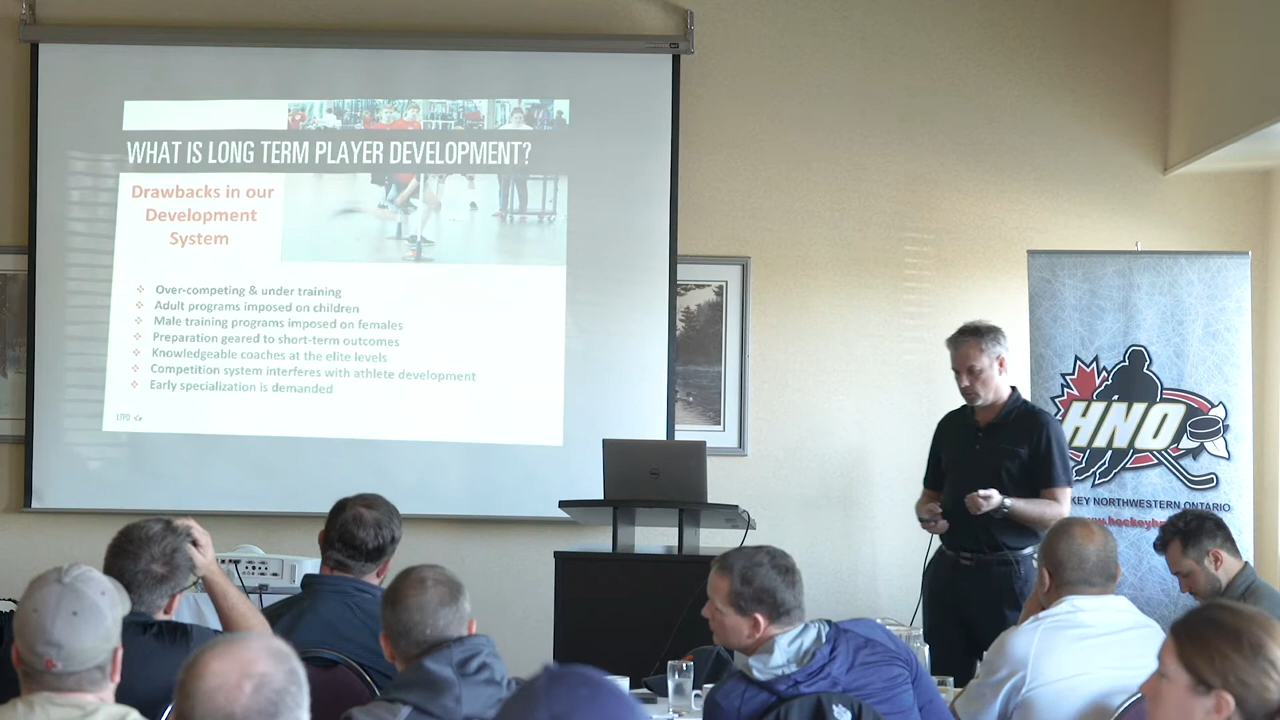 WHAT IS LONG TERM PLAYER DEVELOPMENT?
Drawbacks in our
Development
System
Over-competing & under training
Adult programs imposed on children
Male training programs imposed on females
Preparation geared to short-term outcomes
Knowledgeable coaches at the elite levels
Competition system interferes with athlete development
Early specialization is demanded
LTPD
HNO
KEY NORTHWESTERN ONTARIO